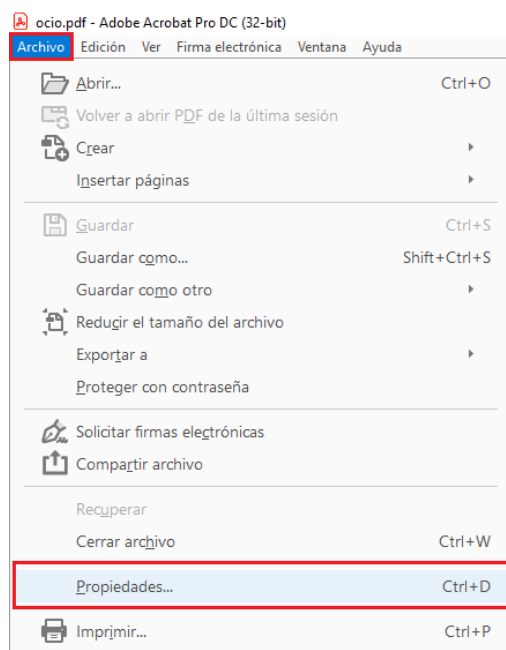 ocio.pdf - Adobe Acrobat Pro DC (32-bit)
Archivo Edición Ver Firma electrónica Ventana Ayuda
Abrir... Ctrl+O
Volver a abrir PDF de la última sesión
Crear
Insertar páginas
Guardar Ctrl+S
Guardar como... Shift+Ctrl+S
Guardar como otro
Reducir el tamaño del archivo
Exportar a
Proteger con contraseña
Solicitar firmas electrónicas
Compartir archivo
Recuperar
Cerrar archivo Ctrl+W
Propiedades... Ctrl+D
Imprimir... Ctrl+P